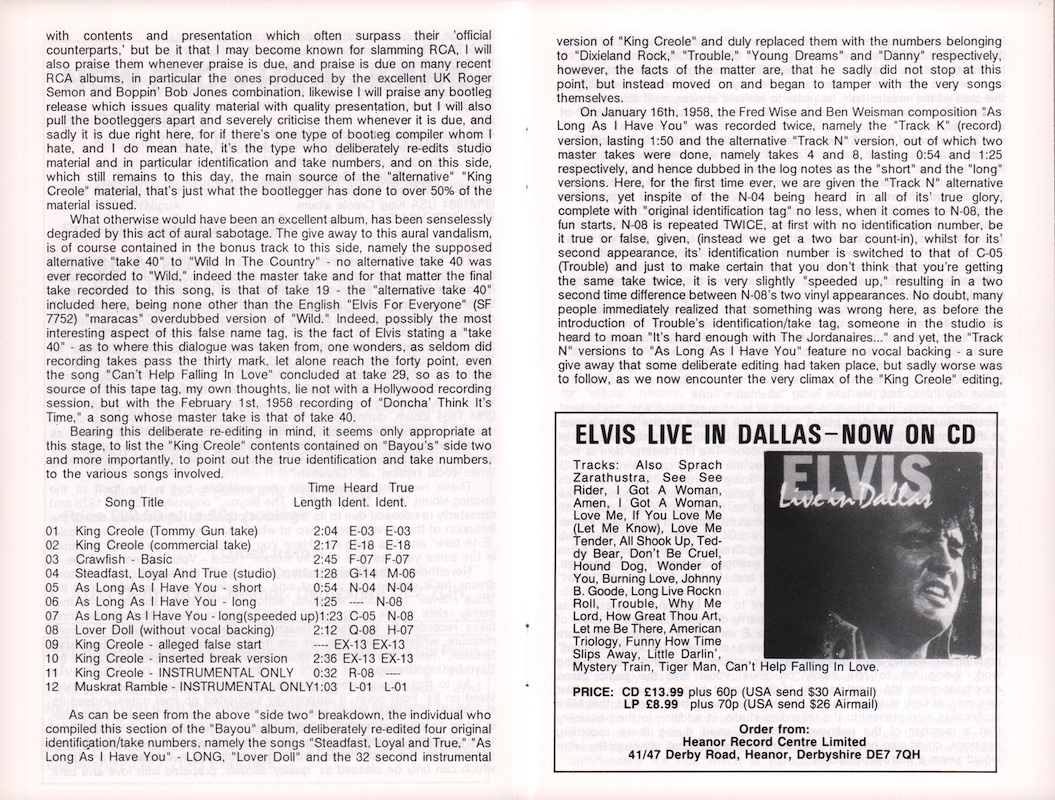 with contents and presentation which often surpass their 'official
counterparts,' but be it that I may become known for slamming RCA, I will
also praise them whenever praise is due, and praise is due on many recent
RCA albums, in particular the ones produced by the excellent UK Roger
Semon and Boppin' Bob Jones combination, likewise I will praise any bootleg
release which issues quality material with quality presentation, but I will also
pull the bootleggers apart and severely criticise them whenever it is due, and
sadly it is due right here, for if there's one type of bootleg compiler whom I
hate, and I do mean hate, it's the type who deliberately re-edits studio
material and in particular identification and take numbers, and on this side,
which still remains to this day, the main source of the "alternative" "King
Creole" material, that's just what the bootlegger has done to over 50% of the
material issued.
What otherwise would have been an excellent album, has been senselessly
degraded by this act of aural sabotage. The give away to this aural vandalism,
is of course contained in the bonus track to this side, namely the supposed
alternative "take 40" to "Wild In The Country" - no alternative take 40 was
ever recorded to "Wild," indeed the master take and for that matter the final
take recorded to this song, is that of take 19 - the "alternative take 40"
included here, being none other than the English "Elvis For Everyone" (SF
7752) "maracas" overdubbed version of "Wild." Indeed, possibly the most
interesting aspect of this false name tag, is the fact of Elvis stating a "take
40" - as to where this dialogue was taken from, one wonders, as seldom did
recording takes pass the thirty mark, let alone reach the forty point, even
the song "Can't Help Falling In Love" concluded at take 29, so as to the
source of this tape tag, my own thoughts, lie not with a Hollywood recording
session, but with the February 1st, 1958 recording of "Doncha' Think It's
Time," a song whose master take is that of take 40.
Bearing this deliberate re-editing in mind, it seems only appropriate at
this stage, to list the "King Creole" contents contained on "Bayou's" side two
and more importantly, to point out the true identification and take numbers,
to the various songs involved.
Time Heard True
Song Title Length Ident. Ident.
01 King Creole (Tommy Gun take) 2:04 E-03 E-03
02 King Creole (commercial take) 2:17 E-18 E-18
03 Crawfish - Basic 2:45 F-07 F-07
04 Steadfast, Loyal And True (studio) 1:28 G-14 M-06
05 As Long As I Have You - short 0:54 N-04 N-04
06 As Long As I Have You - long 1:25 ---- N-08
07 As Long As I Have You - long(speeded up)1:23 C-05 N-08
08 Lover Doll (without vocal backing) 2:12 Q-08 H-07
09 King Creole - alleged false start ---- EX-13 EX-13
10 King Creole - inserted break version 2:36 EX-13 EX-13
11 King Creole - INSTRUMENTAL ONLY 0:32 R-08 ----
12 Muskrat Ramble - INSTRUMENTAL ONLY1:03 L-01 L-01
As can be seen from the above "side two" breakdown, the individual who
compiled this section of the "Bayou" album, deliberately re-edited four original
identification/take numbers, namely the songs "Steadfast, Loyal and True," "As
Long As I Have You" - LONG, "Lover Doll" and the 32 second instrumental
version of "King Creole" and duly replaced them with the numbers belonging
to "Dixieland Rock," "Trouble," "Young Dreams" and "Danny" respectively,
however, the facts of the matter are, that he sadly did not stop at this
point, but instead moved on and began to tamper with the very songs
themselves.
On January 16th, 1958, the Fred Wise and Ben Weisman composition "As
Long As I Have You" was recorded twice, namely the "Track K" (record)
version, lasting 1:50 and the alternative "Track N" version, out of which two
master takes were done, namely takes 4 and 8, lasting 0:54 and 1:25
respectively, and hence dubbed in the log notes as the "short" and the "long"
versions. Here, for the first time ever, we are given the "Track N" alternative
versions, yet inspite of the N-04 being heard in all of its' true glory,
complete with "original identification tag" no less, when it comes to N-08, the
fun starts, N-08 is repeated TWICE, at first with no identification number, be
it true or false, given, (instead we get a two bar count-in), whilst for its'
second appearance, its' identification number is switched to that of C-05
(Trouble) and just to make certain that you don't think that you're getting
the same take twice, it is very slightly "speeded up," resulting in a two
second time difference between N-08's two vinyl appearances. No doubt, many
people immediately realized that something was wrong here, as before the
introduction of Trouble's identification/take tag, someone in the studio is
heard to moan "It's hard enough with The Jordanaires..." and yet, the "Track
N" versions to "As Long As I Have You" feature no vocal backing - a sure
give away that some deliberate editing had taken place, but sadly worse was
to follow, as we now encounter the very climax of the "King Creole" editing,
ELVIS LIVE IN DALLAS-NOW ON CD
Tracks: Also Sprach
Zarathustra, See See
Rider, I Got A Woman,
Amen, I Got A Woman,
Love Me, If You Love Me
(Let Me Know), Love Me
Tender, All Shook Up, Ted-
dy Bear, Don't Be Cruel,
Hound Dog, Wonder of
You, Burning Love, Johnny
B. Goode, Long Live Rockn
Roll, Trouble, Why Me
Lord, How Great Thou Art,
Let me Be There, American
Triology, Funny How Time
Slips Away, Little Darlin',
Mystery Train, Tiger Man, Can't Help Falling In Love.
ELVIS
Live in Dallas
PRICE: CD £13.99 plus 60p (USA send $30 Airmail)
LP £8.99 plus 70p (USA send $26 Airmail)
Order from:
Heanor Record Centre Limited
41/47 Derby Road, Heanor, Derbyshire DE7 7QH